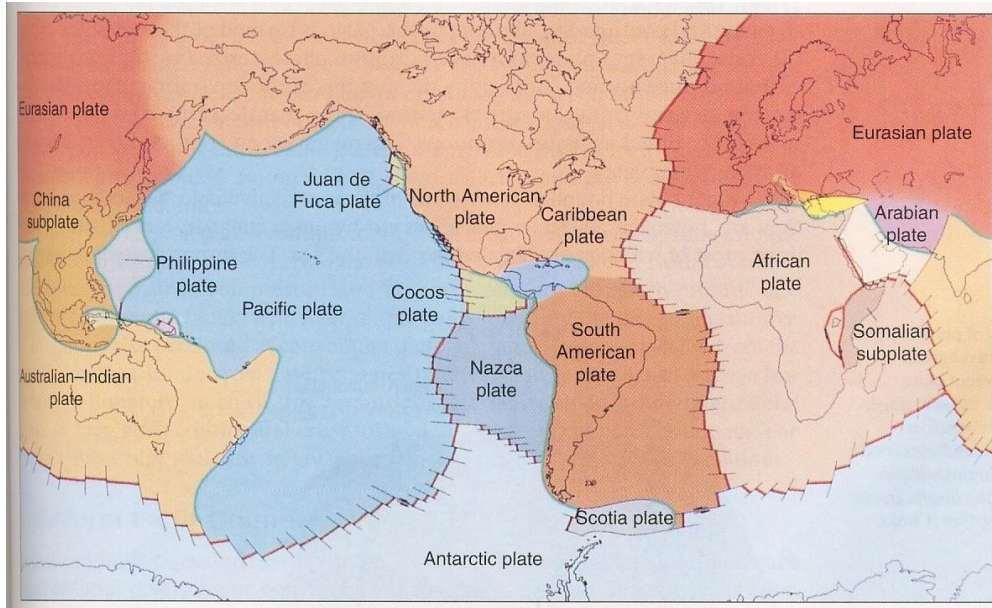 Eurasian plate
China
subplate
Philippine
plate
Australian–Indian
plate
Pacific plate
Juan de
Fuca plate
North American
plate
Caribbean
plate
Cocos
plate
Nazca
plate
South
American
plate
Scotia plate
Antarctic plate
Eurasian plate
Arabian
plate
African
plate
Somalian
subplate